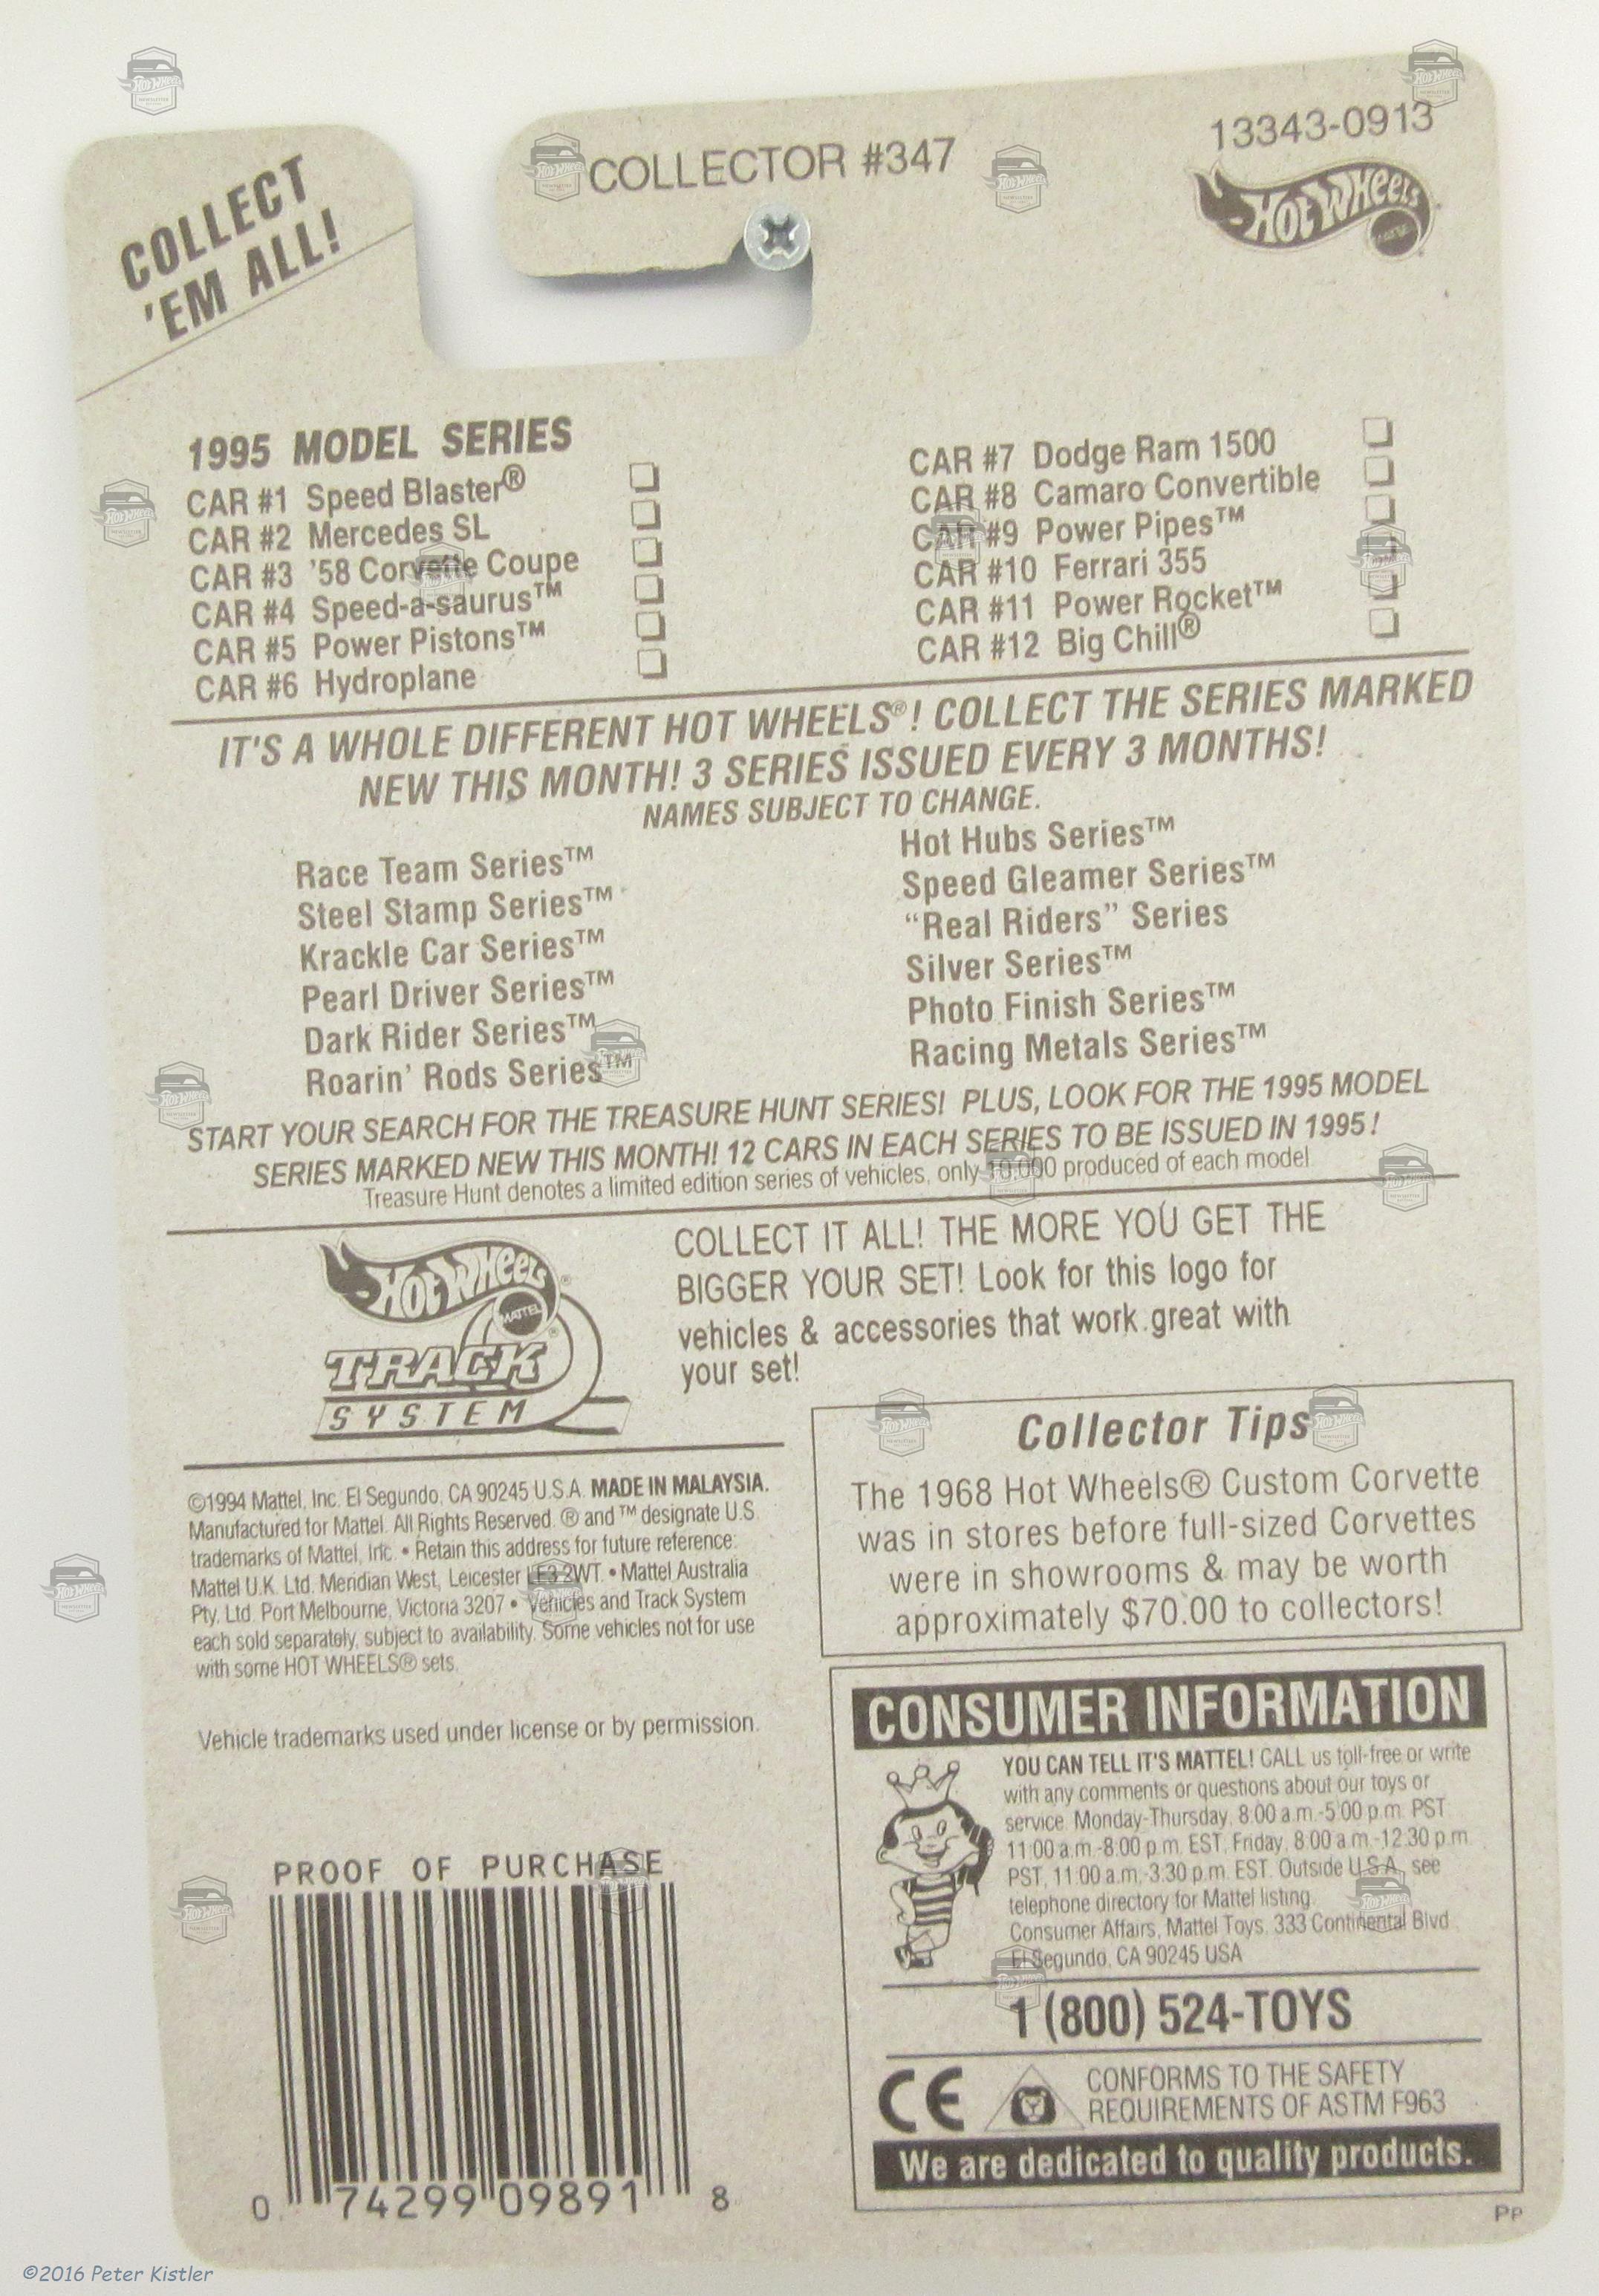 COLLECT
'EM ALL!
COLLECTOR #347
13343-0913
HOT WHEELS
MATTEL
1995 MODEL SERIES
CAR #1 Speed Blaster®
CAR #2 Mercedes SL
CAR #3 '58 Corvette Coupe
CAR #4 Speed-a-saurus™
CAR #5 Power Pistons™
CAR #6 Hydroplane
CAR #7 Dodge Ram 1500
CAR #8 Camaro Convertible
CAR #9 Power Pipes™
CAR #10 Ferrari 355
CAR #11 Power Rocket™
CAR #12 Big Chill®
IT'S A WHOLE DIFFERENT HOT WHEELS®! COLLECT THE SERIES MARKED
NEW THIS MONTH! 3 SERIES ISSUED EVERY 3 MONTHS!
NAMES SUBJECT TO CHANGE.
Race Team Series™
Steel Stamp Series™
Krackle Car Series™
Pearl Driver Series™
Dark Rider Series™
Roarin' Rods Series™
Hot Hubs Series™
Speed Gleamer Series™
“Real Riders” Series
Silver Series™
Photo Finish Series™
Racing Metals Series™
START YOUR SEARCH FOR THE TREASURE HUNT SERIES! PLUS, LOOK FOR THE 1995 MODEL
SERIES MARKED NEW THIS MONTH! 12 CARS IN EACH SERIES TO BE ISSUED IN 1995!
Treasure Hunt denotes a limited edition series of vehicles, only 10,000 produced of each model
HOT WHEELS®
MATTEL®
TRACK
SYSTEM
COLLECT IT ALL! THE MORE YOU GET THE
BIGGER YOUR SET! Look for this logo for
vehicles & accessories that work great with
your set!
©1994 Mattel, Inc. El Segundo, CA 90245 U.S.A. MADE IN MALAYSIA.
Manufactured for Mattel. All Rights Reserved. ® and ™ designate U.S.
trademarks of Mattel, Inc. • Retain this address for future reference:
Mattel U.K. Ltd. Meridian West, Leicester LE3 2WT. • Mattel Australia
Pty. Ltd. Port Melbourne, Victoria 3207 • Vehicles and Track System
each sold separately, subject to availability. Some vehicles not for use
with some HOT WHEELS® sets.
Vehicle trademarks used under license or by permission.
Collector Tips
The 1968 Hot Wheels® Custom Corvette
was in stores before full-sized Corvettes
were in showrooms & may be worth
approximately $70.00 to collectors!
CONSUMER INFORMATION
YOU CAN TELL IT'S MATTEL! CALL us toll-free or write
with any comments or questions about our toys or
service. Monday-Thursday, 8:00 a.m.-5:00 p.m. PST
11:00 a.m.-8:00 p.m. EST, Friday, 8:00 a.m.-12:30 p.m.
PST, 11:00 a.m.-3:30 p.m. EST. Outside U.S.A., see
telephone directory for Mattel listing.
Consumer Affairs, Mattel Toys, 333 Continental Blvd.
El Segundo, CA 90245 USA
1 (800) 524-TOYS
CE
CONFORMS TO THE SAFETY
REQUIREMENTS OF ASTM F963
We are dedicated to quality products.
PROOF OF PURCHASE
0 74299 09891 8
PP
©2016 Peter Kistler